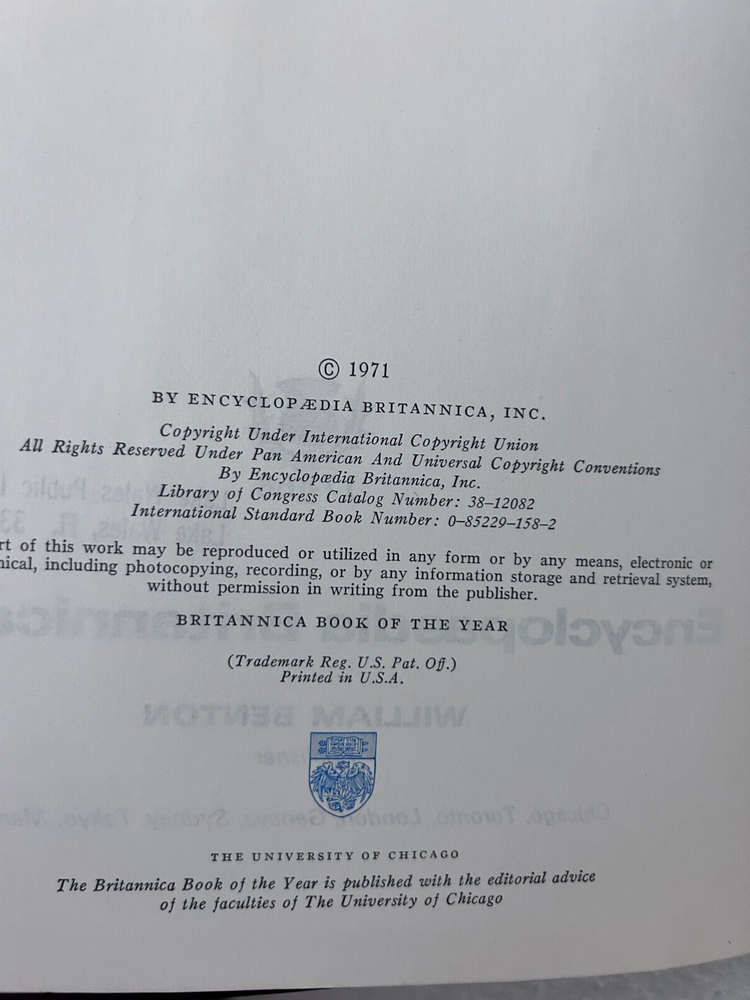 © 1971
BY ENCYCLOPÆDIA BRITANNICA, INC.
Copyright Under International Copyright Union
All Rights Reserved Under Pan American And Universal Copyright Conventions
By Encyclopædia Britannica, Inc.
Library of Congress Catalog Number: 38-12082
International Standard Book Number: 0-85229-158-2
of this work may be reproduced or utilized in any form or by any means, electronic or
including photocopying, recording, or by any information storage and retrieval system,
without permission in writing from the publisher.
BRITANNICA BOOK OF THE YEAR
(Trademark Reg. U.S. Pat. Off.)
Printed in U.S.A.
THE UNIVERSITY OF CHICAGO
The Britannica Book of the Year is published with the editorial advice
of the faculties of The University of Chicago